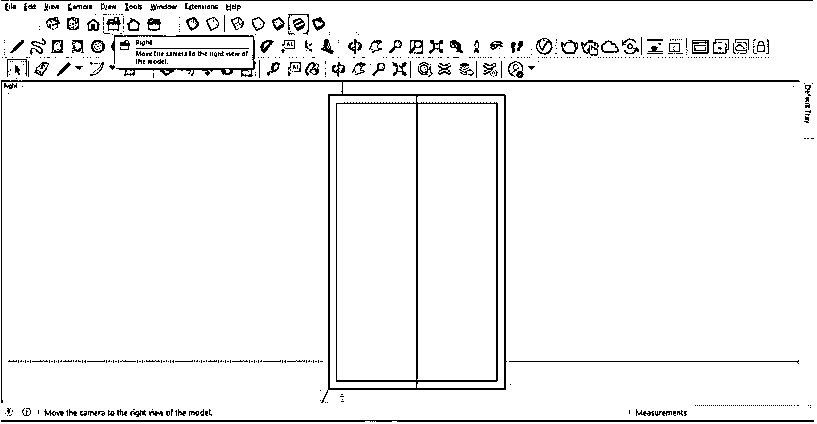 File Edit View Camera Draw Tools Window Extensions Help
Right
Move the camera to the right view of
the model.
Right
Default Tray
Move the camera to the right view of the model.
Measurements